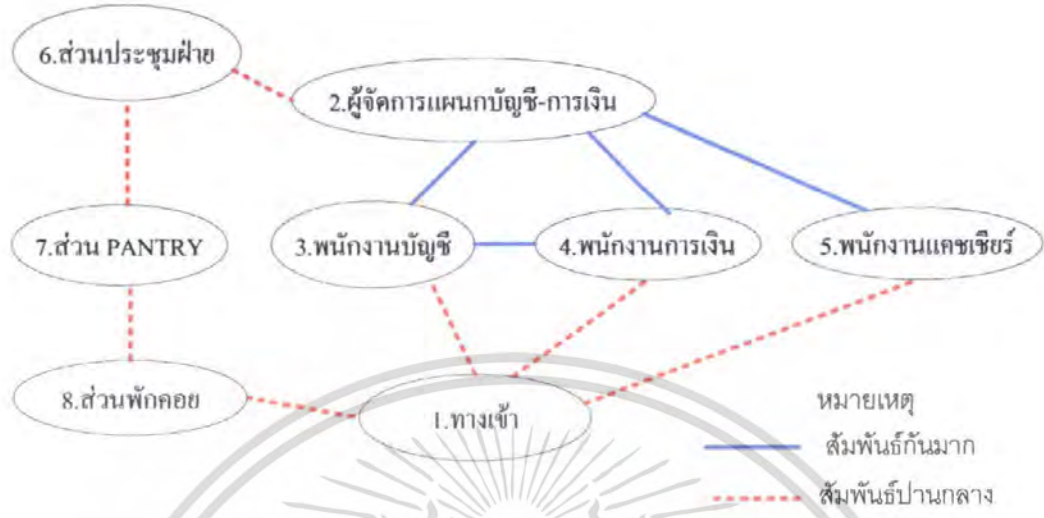 6.ส่วนประชุมฝ่าย
2.ผู้จัดการแผนกบัญชี-การเงิน
7.ส่วน PANTRY
3.พนักงานบัญชี
4.พนักงานการเงิน
5.พนักงานแคชเชียร์
8.ส่วนพักคอย
1.ทางเข้า
หมายเหตุ
สัมพันธ์กันมาก
สัมพันธ์ปานกลาง